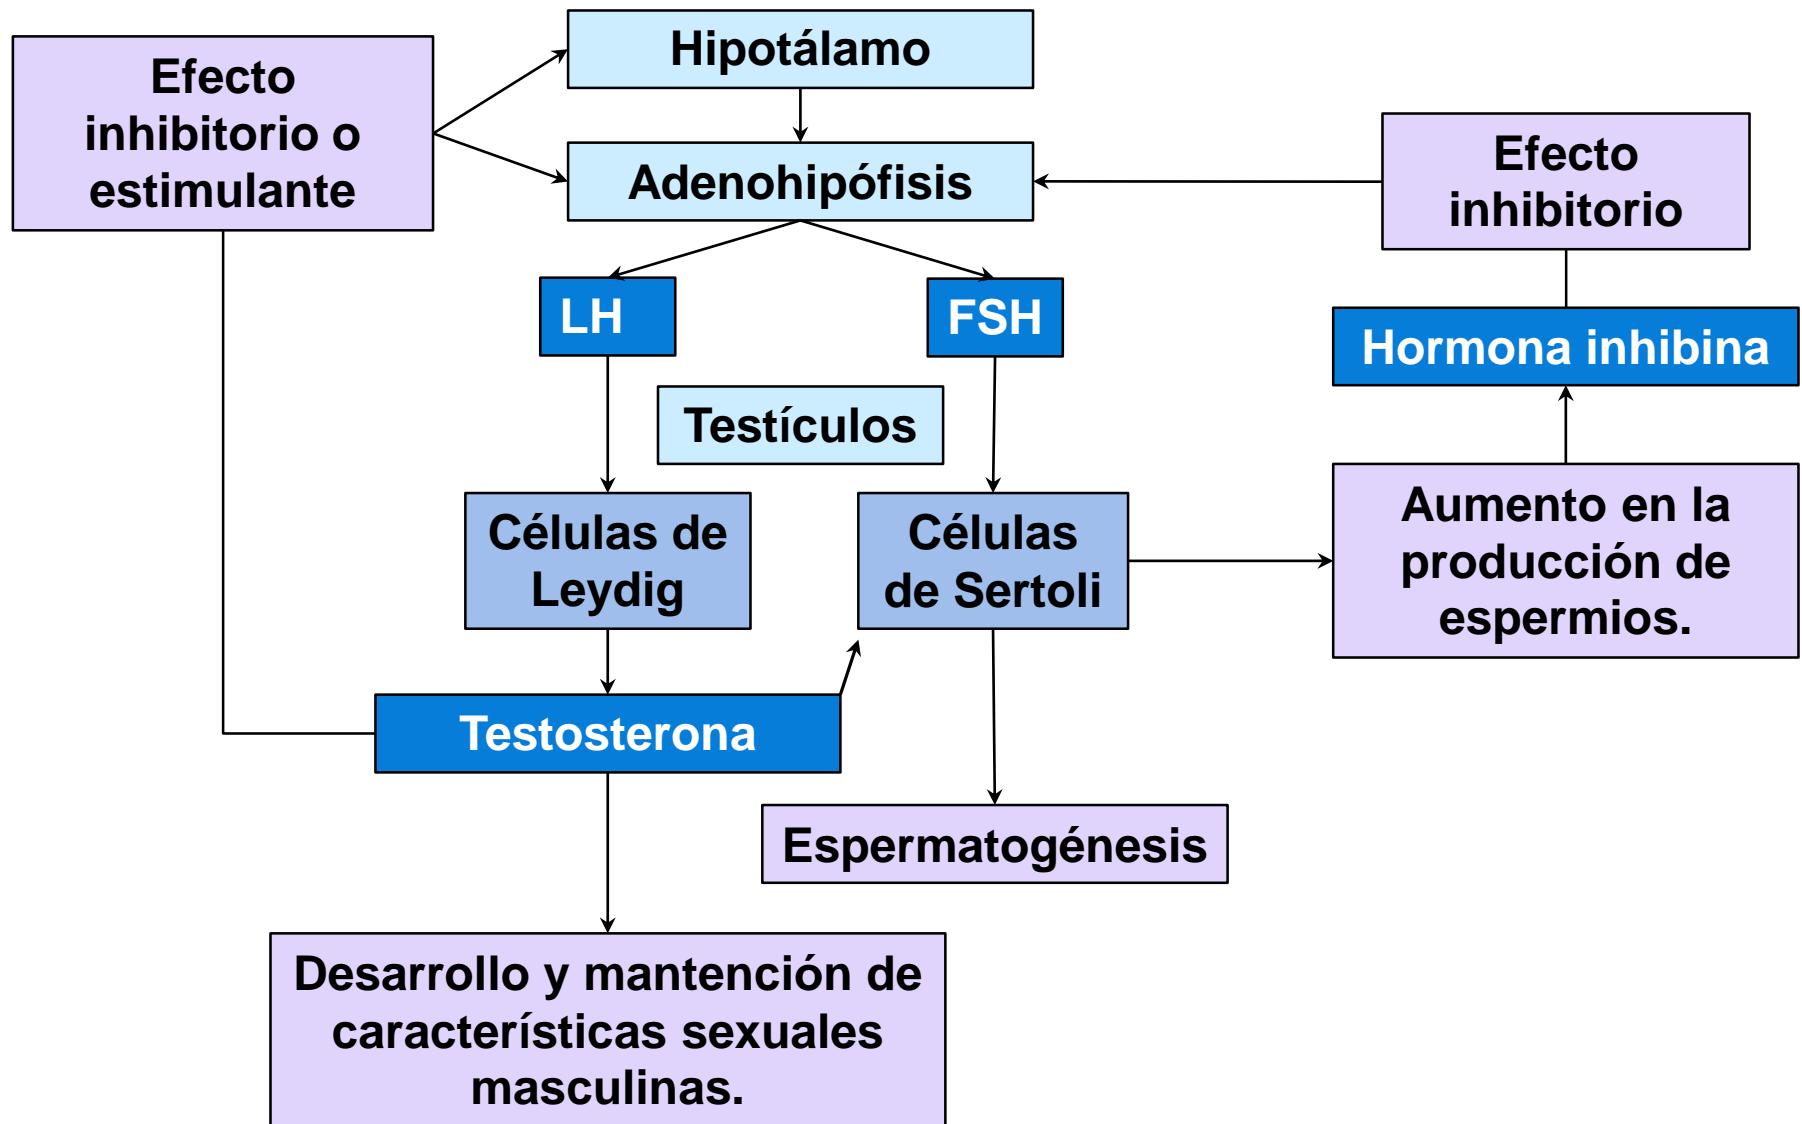 Hipotálamo
Efecto
inhibitorio o
estimulante
Adenohipófisis
Efecto
inhibitorio
LH
FSH
Hormona inhibina
Testículos
Células de
Leydig
Células
de Sertoli
Aumento en la
producción de
espermios.
Testosterona
Espermatogénesis
Desarrollo y mantención de
características sexuales
masculinas.